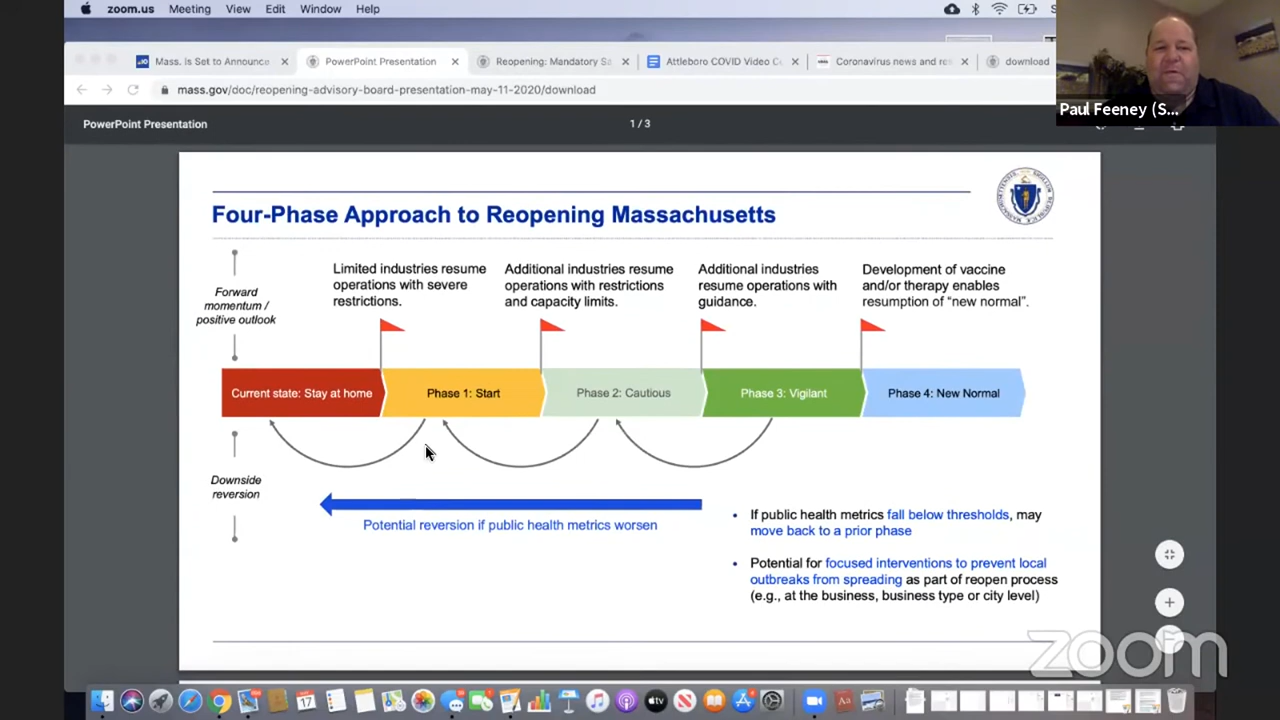 zoom.us Meeting View Edit Window Help
Mass. is Set to Announce
PowerPoint Presentation
Reopening: Mandatory Sa
Attleboro COVID Video C
Coronavirus news and res
download
mass.gov/doc/reopening-advisory-board-presentation-may-11-2020/download
Paul Feeney (S...
PowerPoint Presentation
1 / 3
Four-Phase Approach to Reopening Massachusetts
Forward
momentum /
positive outlook
Limited industries resume
operations with severe
restrictions.
Additional industries resume
operations with restrictions
and capacity limits.
Additional industries
resume operations with
guidance.
Development of vaccine
and/or therapy enables
resumption of “new normal”.
Current state: Stay at home
Phase 1: Start
Phase 2: Cautious
Phase 3: Vigilant
Phase 4: New Normal
Downside
reversion
Potential reversion if public health metrics worsen
• If public health metrics fall below thresholds, may
move back to a prior phase
• Potential for focused interventions to prevent local
outbreaks from spreading as part of reopen process
(e.g., at the business, business type or city level)
zoom
17